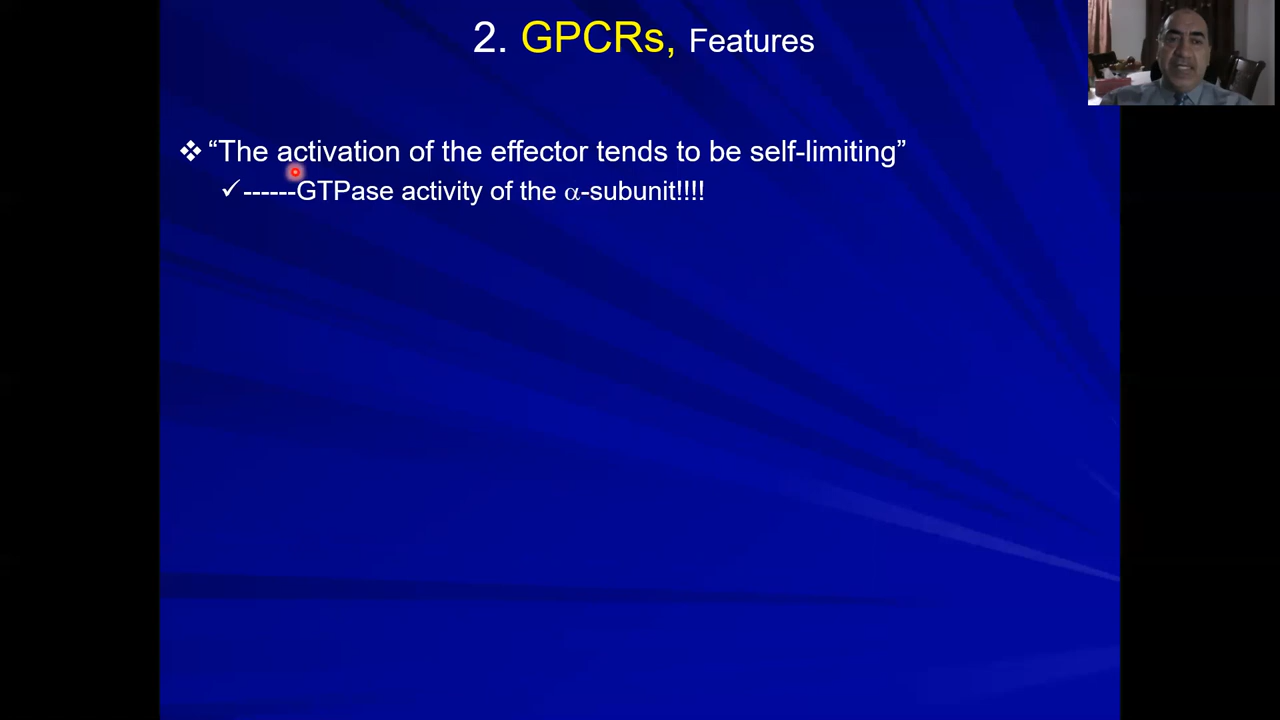 2. GPCRs, Features
❖ “The activation of the effector tends to be self-limiting”
✓------GTPase activity of the α-subunit!!!!